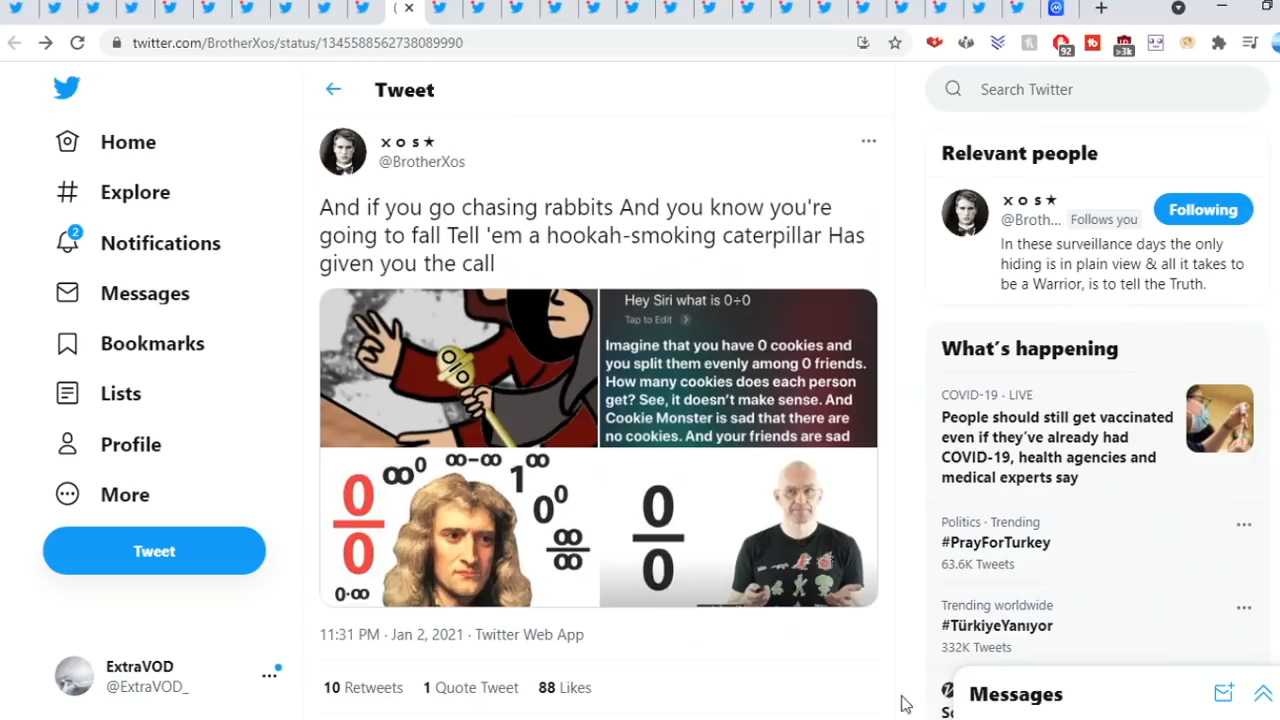 twitter.com/BrotherXos/status/1345588562738089990
92
>3k
Home
Explore
2
Notifications
Messages
Bookmarks
Lists
Profile
More
Tweet
ExtraVOD
@ExtraVOD_
Tweet
x o s★
@BrotherXos
And if you go chasing rabbits And you know you're
going to fall Tell 'em a hookah-smoking caterpillar Has
given you the call
0|0
Hey Siri what is 0÷0
Tap to Edit
Imagine that you have 0 cookies and
you split them evenly among 0 friends.
How many cookies does each person
get? See, it doesn't make sense. And
Cookie Monster is sad that there are
no cookies. And your friends are sad
0
0
∞⁰
∞-∞
1^∞
0⁰
∞
∞
0·∞
0
0
11:31 PM · Jan 2, 2021 · Twitter Web App
10 Retweets 1 Quote Tweet 88 Likes
Search Twitter
Relevant people
x o s★
@Broth... Follows you
Following
In these surveillance days the only
hiding is in plain view & all it takes to
be a Warrior, is to tell the Truth.
What's happening
COVID-19 · LIVE
People should still get vaccinated
even if they've already had
COVID-19, health agencies and
medical experts say
Politics · Trending
#PrayForTurkey
63.6K Tweets
Trending worldwide
#TürkiyeYanıyor
332K Tweets
Messages